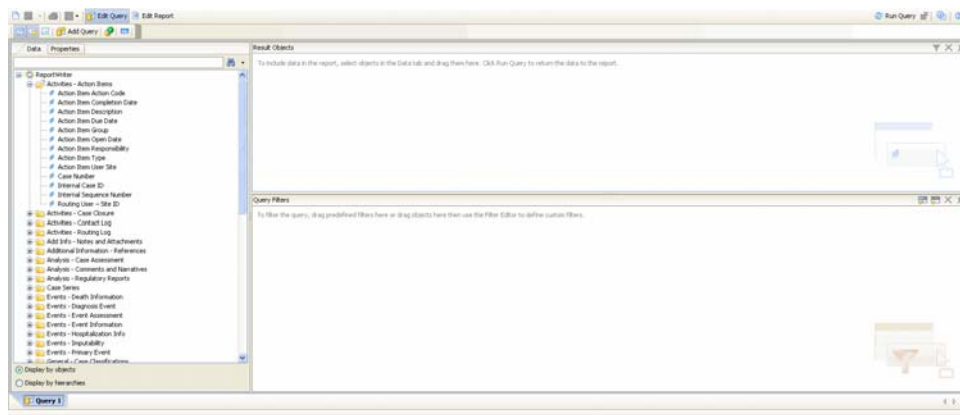 Edit Query Edit Report Run Query
Add Query
Data Properties
Result Objects
To include data in the report, select objects in the Data tab and drag them here. Click Run Query to return the data to the report.
ReportWriter
Activities - Action Items
Action Item Action Code
Action Item Completion Date
Action Item Description
Action Item Due Date
Action Item Group
Action Item Open Date
Action Item Responsibility
Action Item Type
Action Item User Site
Case Number
Internal Case ID
Internal Sequence Number
Routing User - Site ID
Activities - Case Closure
Activities - Contact Log
Activities - Routing Log
Add Info - Notes and Attachments
Additional Information - References
Analysis - Case Assessment
Analysis - Comments and Narratives
Analysis - Regulatory Reports
Case Series
Events - Death Information
Events - Diagnosis Event
Events - Event Assessment
Events - Event Information
Events - Hospitalization Info
Events - Imputability
Events - Primary Event
General - Case Classifications
Query Filters
To filter the query, drag predefined filters here or drag objects here then use the Filter Editor to define custom filters.
Display by objects
Display by hierarchies
Query 1